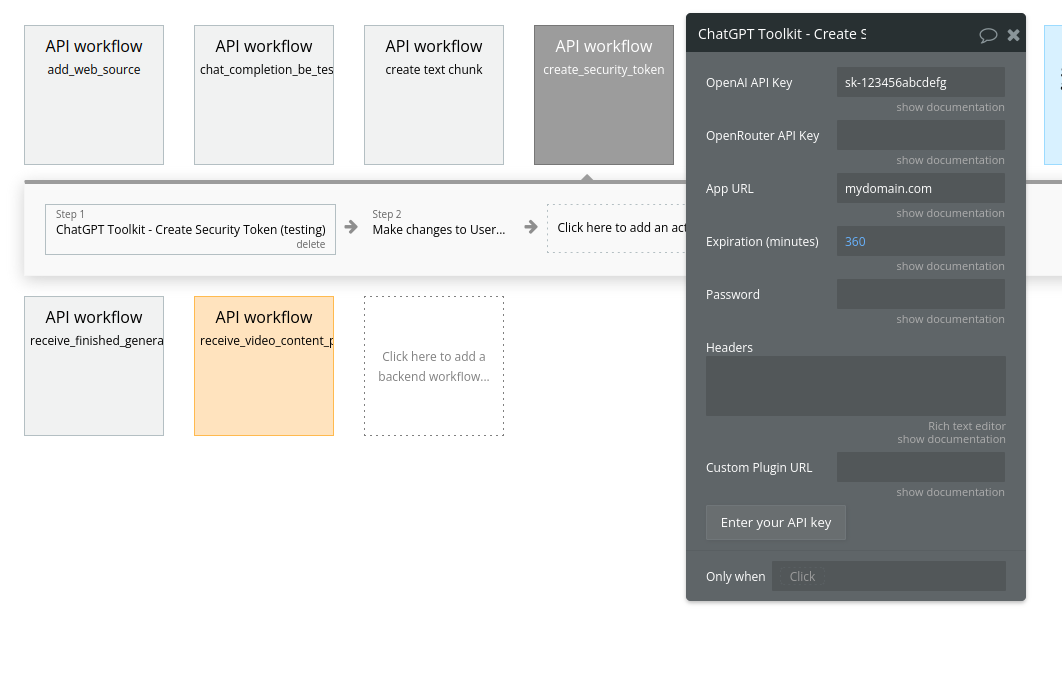 API workflow
add_web_source
API workflow
chat_completion_be_tes
API workflow
create text chunk
API workflow
create_security_token
Step 1
ChatGPT Toolkit - Create Security Token (testing)
delete
Step 2
Make changes to User...
Click here to add an act
API workflow
receive_finished_genera
API workflow
receive_video_content_p
Click here to add a
backend workflow...
ChatGPT Toolkit - Create S
OpenAI API Key
sk-123456abcdefg
show documentation
OpenRouter API Key
show documentation
App URL
mydomain.com
show documentation
Expiration (minutes)
360
show documentation
Password
show documentation
Headers
Rich text editor
show documentation
Custom Plugin URL
show documentation
Enter your API key
Only when
Click